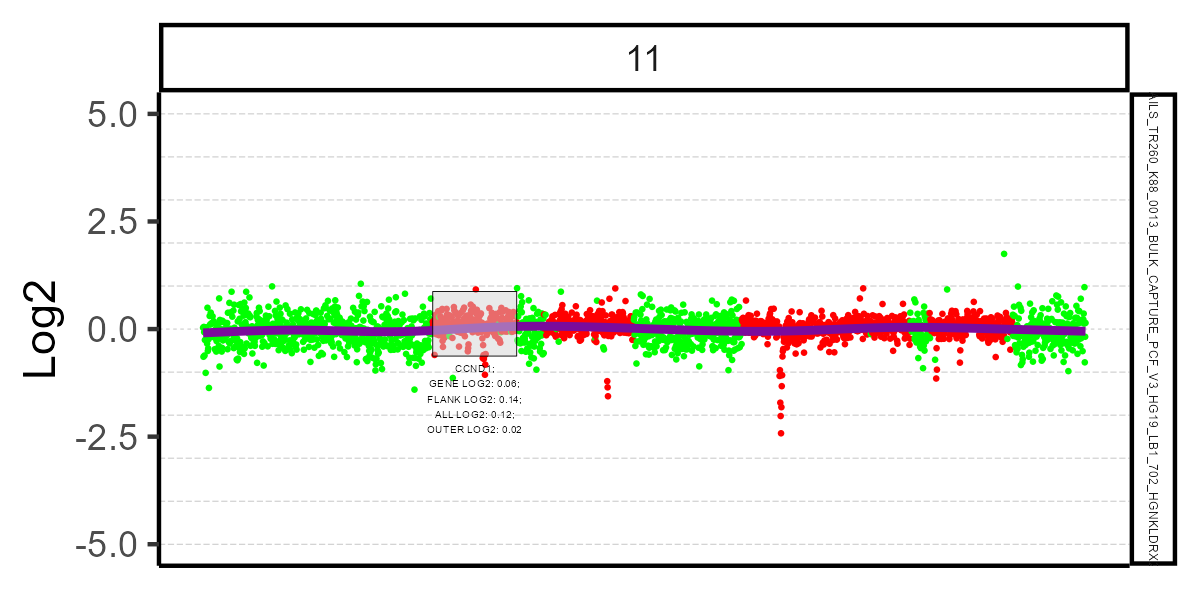 11
5.0
2.5
0.0
-2.5
-5.0
Log2
CCND1;
GENE LOG2: 0.06;
FLANK LOG2: 0.14;
ALL LOG2: 0.12;
OUTER LOG2: 0.02
AILS_TR260_K88_0013_BULK_CAPTURE_PCF_V3_HG19_LB1_702_HGNKLDRX